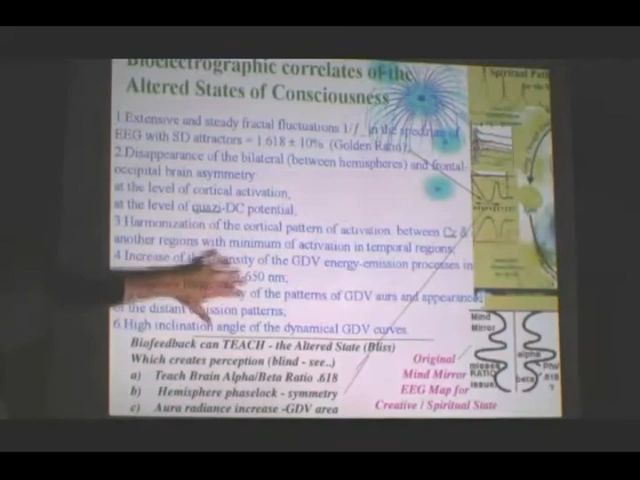 Bioelectrographic correlates of the
Altered States of Consciousness
1.Extensive and steady fractal fluctuations 1/f in the spectrum of
EEG with SD attractors = 1.618 ± 10% (Golden Ratio),
2.Disappearance of the bilateral (between hemispheres) and frontal
occipital brain asymmetry
at the level of cortical activation,
at the level of quazi-DC potential,
3.Harmonization of the cortical pattern of activation between
another regions with minimum of activation in temporal regions,
4.Increase of the of the GDV energy-emission processes in
650 nm,
of the patterns of GDV aura and appearance
of the distant emission patterns;
6.High inclination angle of the dynamical GDV curves.
Biofeedback can TEACH - the Altered State (Bliss)
Which creates perception (blind - see..)
a) Teach Brain Alpha/Beta Ratio .618
b) Hemisphere phaselock - symmetry
c) Aura radiance increase -GDV area
Original
Mind Mirror
EEG Map for
Creative / Spiritual State
Spiritual
Mind
Mirror
misses
RATIO
issue
alpha
beta
.618
?